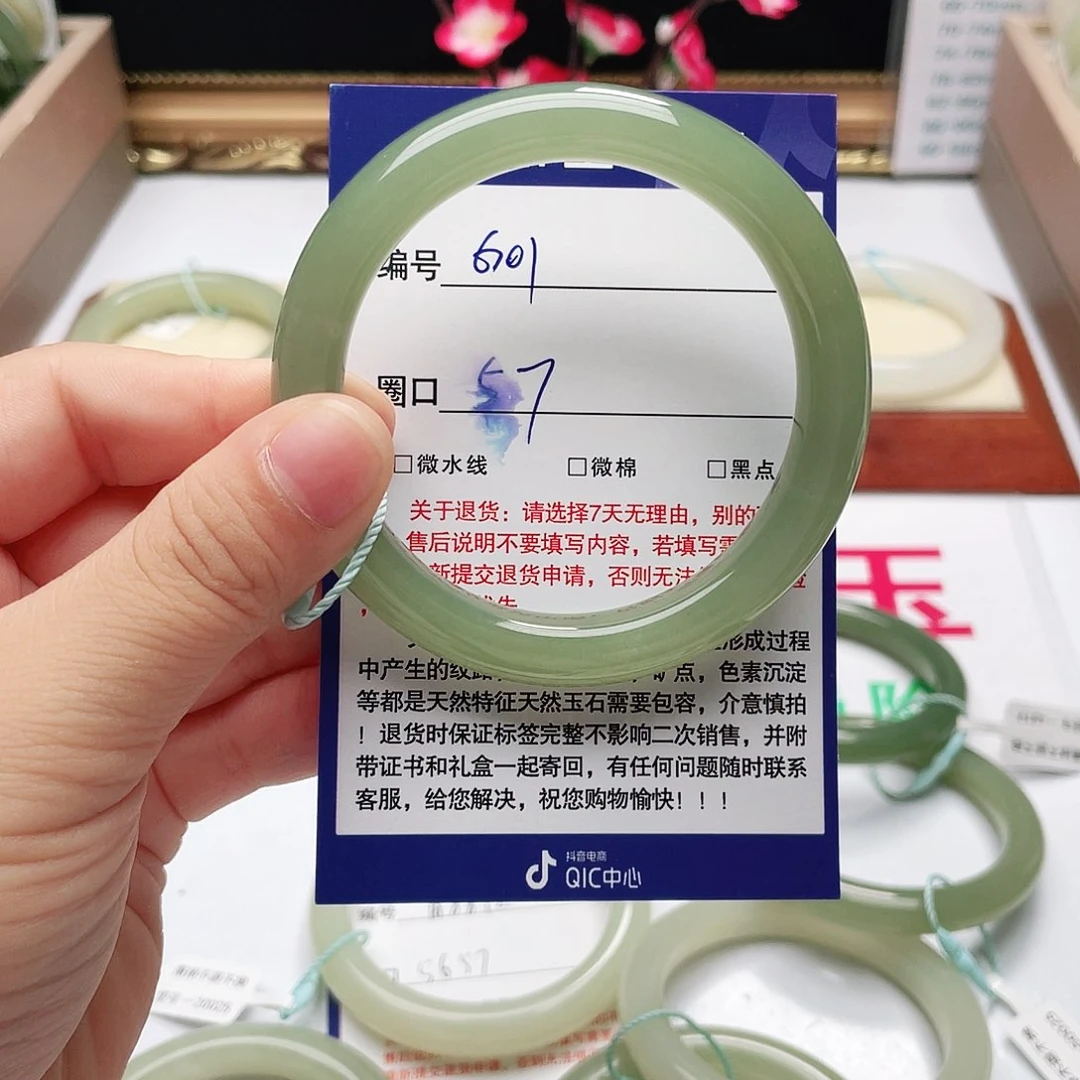 编号 6101
圈口 57
□微水线 □微棉 □黑点
关于退货：请选择7天无理由，别的
售后说明不要填写内容，若填写需
新提交退货申请，否则无法
形成过程
中产生的纹 矿点，色素沉淀
等都是天然特征天然玉石需要包容，介意慎拍
！退货时保证标签完整不影响二次销售，并附
带证书和礼盒一起寄回，有任何问题随时联系
客服，给您解决，祝您购物愉快！！！
抖音电商
QIC中心
编号
5657